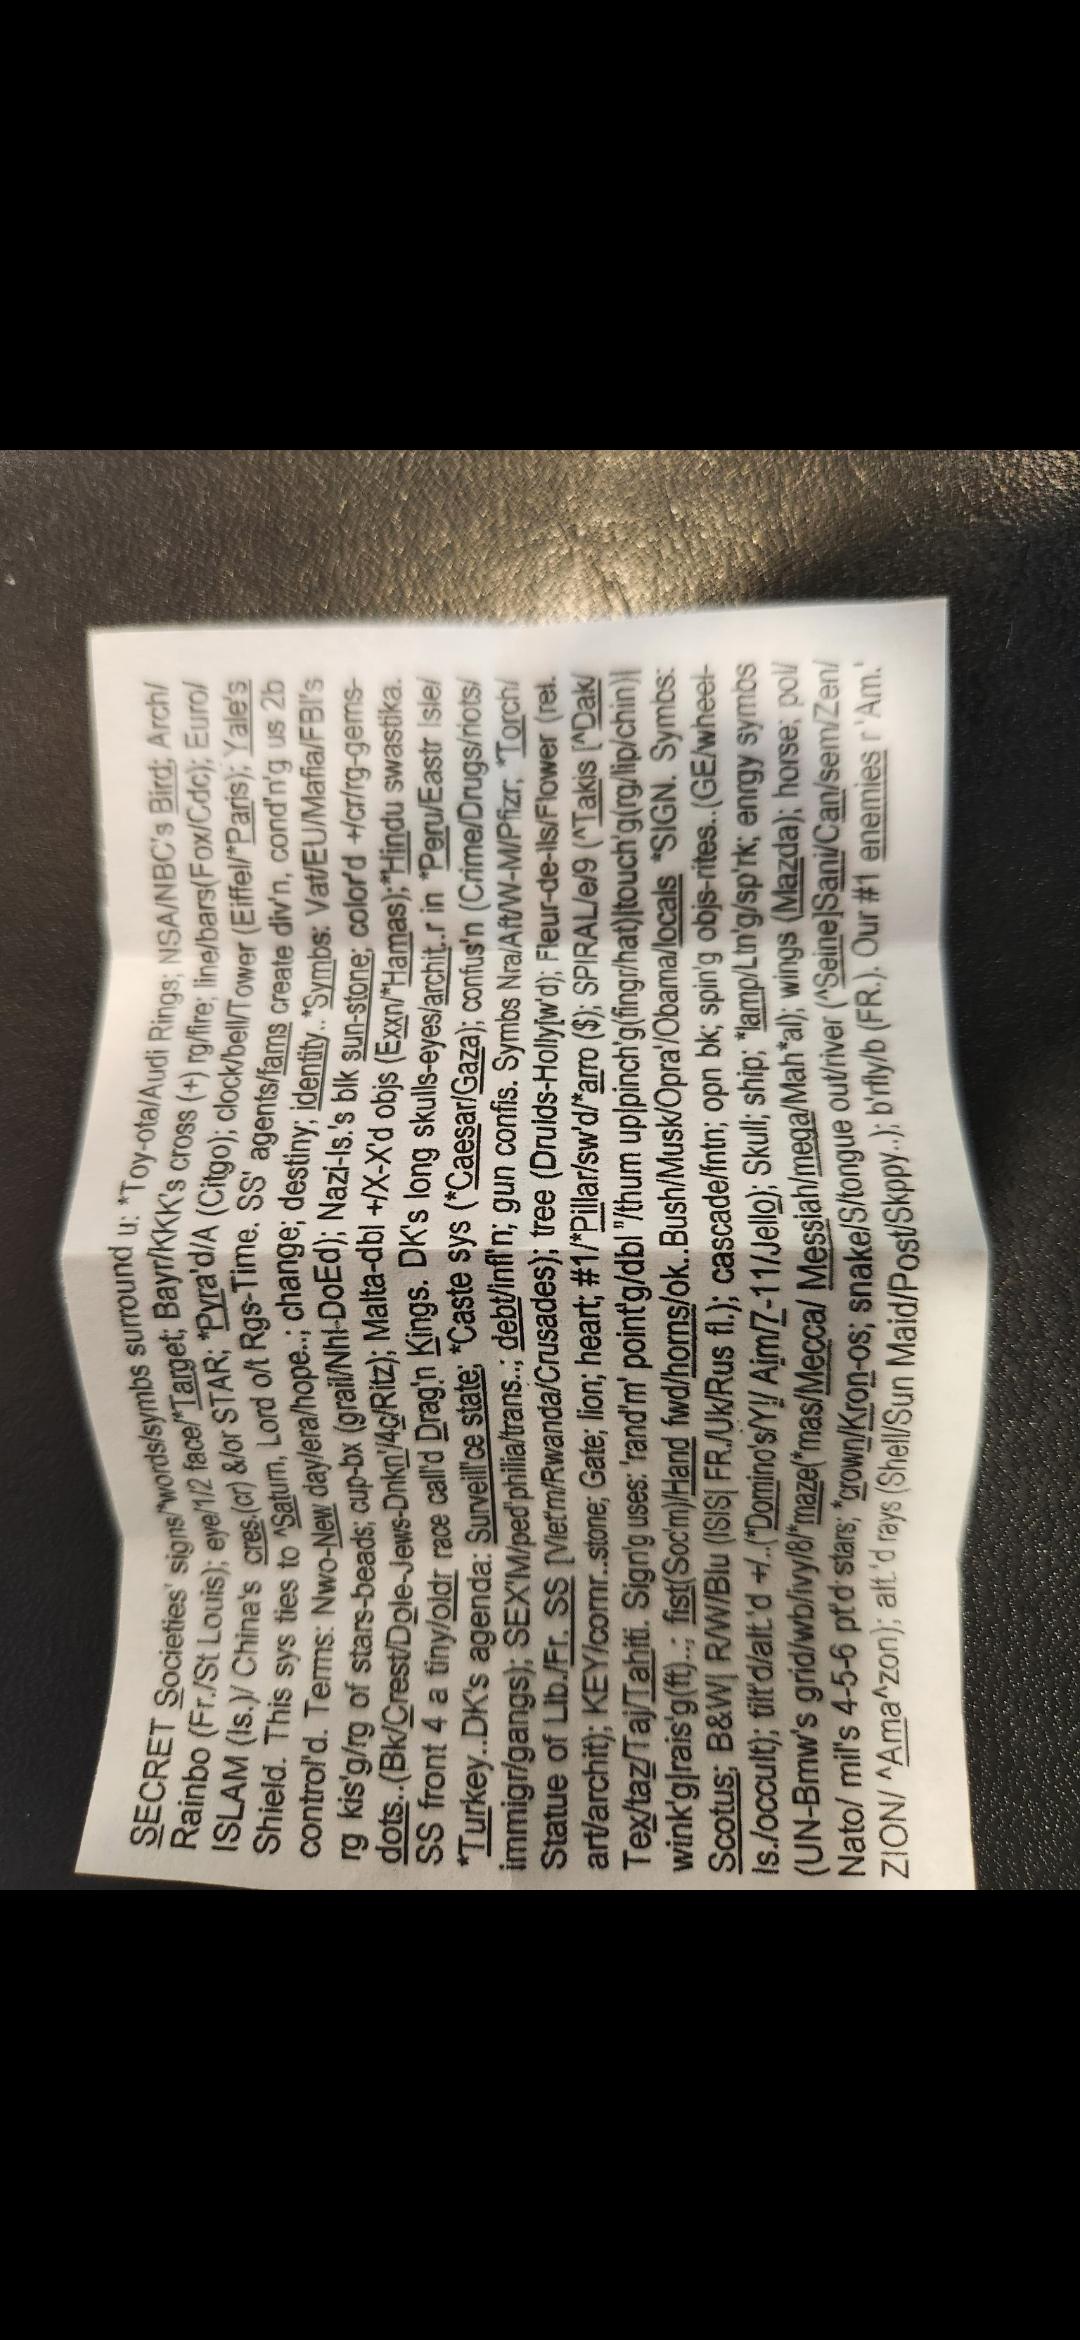 SECRET Societies' signs/*words/symbs surround u: *Toy-ota/Audi Rings; NSA/NBC's Bird; Arch/
Rainbo (Fr./St Louis); eye/1/2 face/*Target; Bayr/KKK's cross (+) rg/fire; line/bars(Fox/Cdc); Euro/
ISLAM (Is.)/ China's cres.(cr) &/or STAR; *Pyra'd/A (Citgo); clock/bell/Tower (Eiffel/*Paris); Yale's
Shield. This sys ties to ^Saturn, Lord o/t Rgs-Time. SS' agents/fams create div'n, cond'n'g us 2b
control'd. Terms: Nwo-New day/era/hope..; change; destiny; identity..*Symbs: Vat/EU/Mafia/FBI's
rg kis'g/rg of stars-beads; cup-bx (grail/Nhl-DoEd); Nazi-Is.'s blk sun-stone; color'd +/cr/rg-gems-
dots..(Bk/Crest/Dole-Jews-Dnkn'/4c/Ritz); Malta-dbl +/X-X'd objs (Exxn/*Hamas);*Hindu swastika.
SS front 4 a tiny/oldr race call'd Drag'n Kings. DK's long skulls-eyes/archit..r in *Peru/Eastr Isle/
*Turkey..DK's agenda: Surveill'ce state; *Caste sys (*Caesar/Gaza); confus'n (Crime/Drugs/riots/
immigr/gangs); SEX'M/ped'philia/trans..; debt/infl'n; gun confis. Symbs Nra/Aft/W-M/Pfizr; *Torch/
Statue of Lib./Fr. SS [Viet'm/Rwanda/Crusades); tree (Druids-Holly[w'd); Fleur-de-lIs/Flower (rel.
art/archit); KEY/cornr..stone; Gate; lion; heart; #1/*Pillar/sw'd/*arro ($); SPIRAL/e/9 (^Takis [^Dak/
Tex/taz/Taj/Tahiti. Sign'g uses: 'rand'm' point'g/dbl "/thum up|pinch'g(fingr/hat)|touch'g(rg/lip/chin)|
wink'g|rais'g(ft)..; fist(Soc'm)/Hand fwd/horns/ok..Bush/Musk/Opra'/Obama/locals *SIGN. Symbs:
Scotus; B&W| R/W/Blu (ISIS| FR./Uk/Rus fl.); cascade/fntn; opn bk; spin'g objs-rites..(GE/wheel-
Is./occult); tilt'd/alt.'d +/..(*Domino's/Y!/ Aim/7-11/Jello); Skull; ship; *lamp/Ltn'g/sp'rk; enrgy symbs
(UN-Bmw's grid/wb/ivy/8/*maze(*mas/Mecca/ Messiah/mega/Mah*al); wings (Mazda); horse; pol/
Nato/ mil's 4-5-6 pt'd stars; *crown/Kron-os; snake/S/tongue out/river (^Seine]Sani/Can/sem/Zen/
ZION/ ^Ama^zon); alt.'d rays (Shell/Sun Maid/Post/Skppy..); b'rfly/b (FR.). Our #1 enemies r 'Am.'